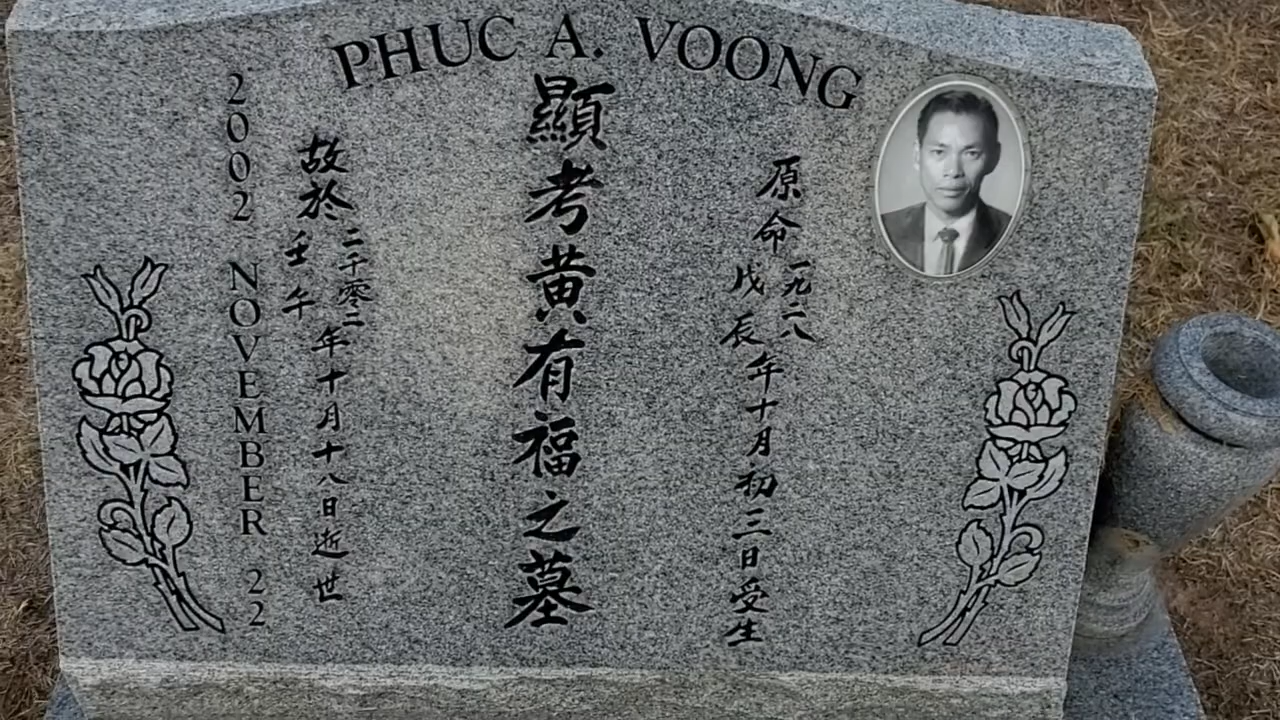 PHUC A. VOONG
原命
一九二八
戊辰
年十月初三日受生
顯考黄有福之墓
故於
二千零二
壬午
年十月十八日逝世
2002 NOVEMBER 22